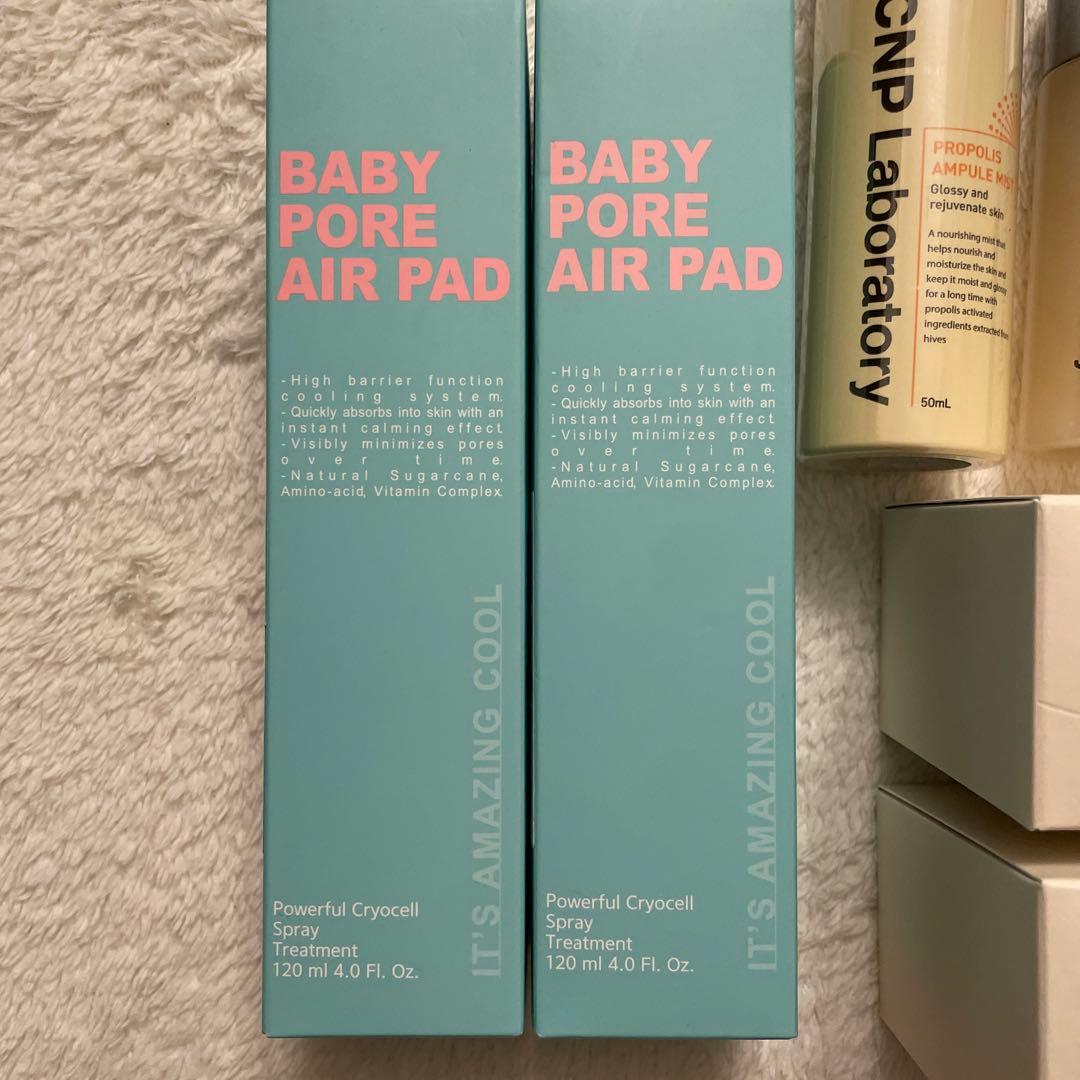 BABY
PORE
AIR PAD
-High barrier function
cooling system.
- Quickly absorbs into skin with an
instant calming effect.
-Visibly minimizes pores
over time.
-Natural Sugarcane,
Amino-acid, Vitamin Complex.
IT'S AMAZING COOL
Powerful Cryocell
Spray
Treatment
120 ml 4.0 Fl. Oz.
BABY
PORE
AIR PAD
-High barrier function
cooling system.
- Quickly absorbs into skin with an
instant calming effect.
-Visibly minimizes pores
over time.
-Natural Sugarcane,
Amino-acid, Vitamin Complex.
IT'S AMAZING COOL
Powerful Cryocell
Spray
Treatment
120 ml 4.0 Fl. Oz.
CNP Laboratory
PROPOLIS
AMPULE MIST
Glossy and
rejuvenate skin
A nourishing mist that
helps nourish and
moisturize the skin and
keep it moist and glossy
for a long time with
propolis activated
ingredients extracted from
hives
50mL